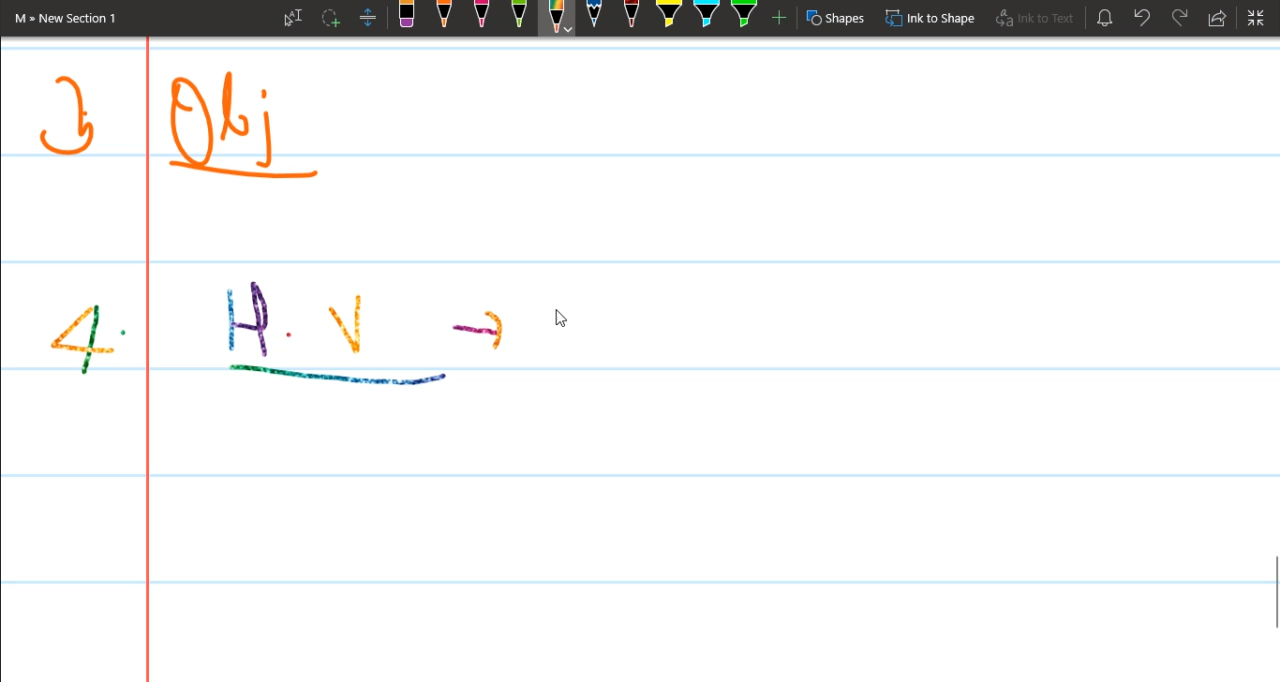 M » New Section 1 Shapes Ink to Shape Ink to Text
3 Obj
4. H.V →